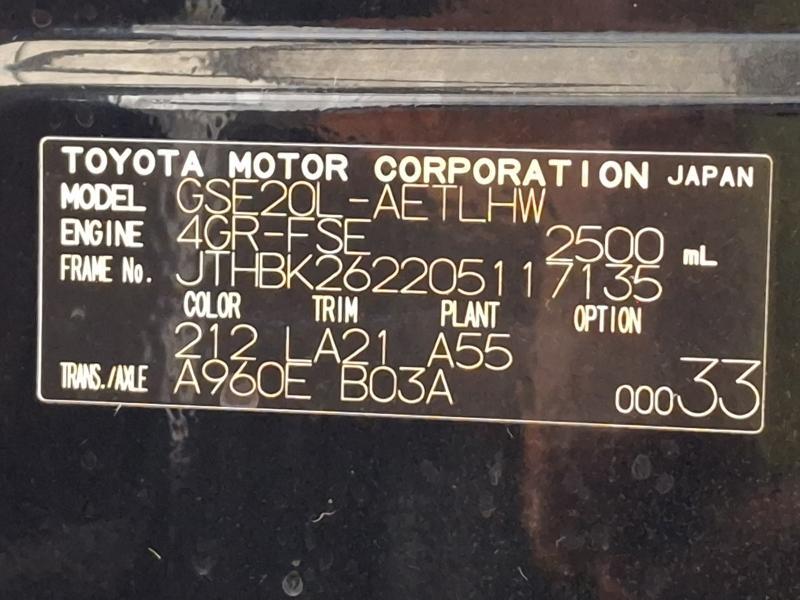 TOYOTA MOTOR CORPORATION JAPAN
MODEL GSE20L-AETLHW
ENGINE 4GR-FSE 2500 mL
FRAME No. JTHBK262205117135
COLOR TRIM PLANT OPTION
212 LA21 A55
TRANS./AXLE A960E B03A 00033